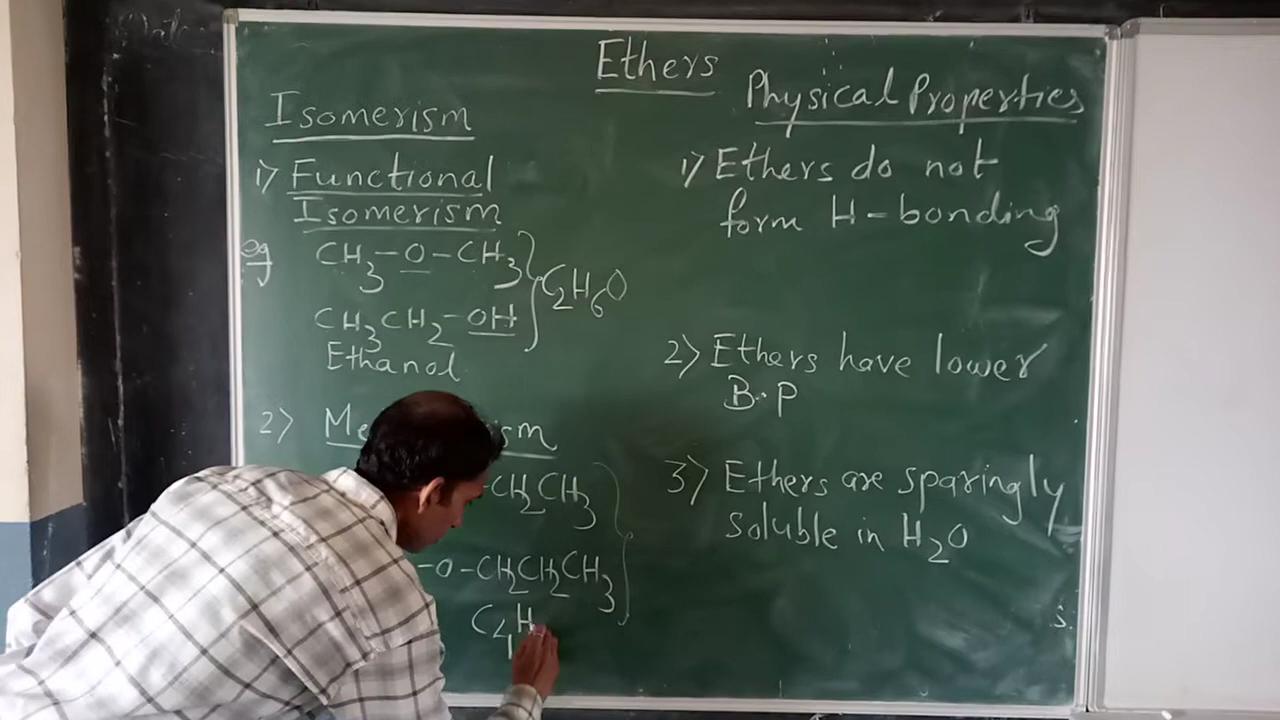 Ethers
Isomerism
1) Functional
Isomerism
eg CH3-O-CH3
C2H6O
CH3CH2-OH
Ethanol
2)
-CH2CH3
-O-CH2CH2CH3
C4H
Physical Properties
1) Ethers do not
form H-bonding
2) Ethers have lower
B.P
3) Ethers are sparingly
soluble in H2O